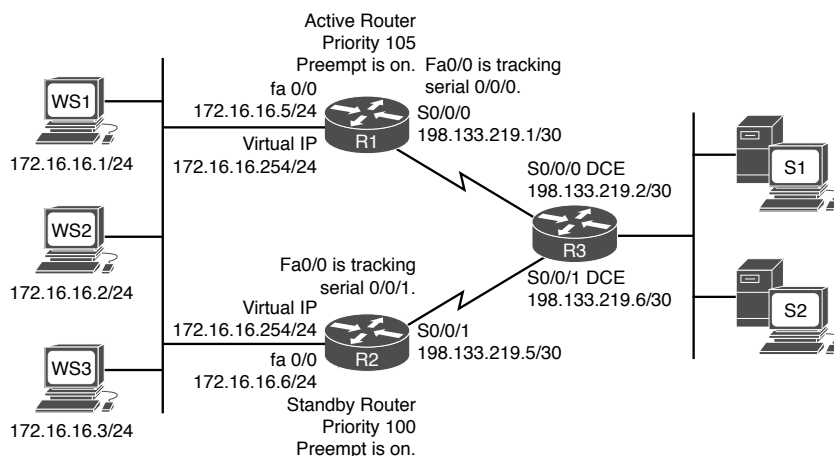 Active Router
Priority 105
Preempt is on.
Fa0/0 is tracking
serial 0/0/0.
WS1
172.16.16.1/24
fa 0/0
172.16.16.5/24
Virtual IP
172.16.16.254/24
R1
S0/0/0
198.133.219.1/30
S0/0/0 DCE
198.133.219.2/30
R3
S0/0/1 DCE
198.133.219.6/30
S1
WS2
172.16.16.2/24
Fa0/0 is tracking
serial 0/0/1.
Virtual IP
172.16.16.254/24
fa 0/0
172.16.16.6/24
R2
S0/0/1
198.133.219.5/30
S2
WS3
172.16.16.3/24
Standby Router
Priority 100
Preempt is on.